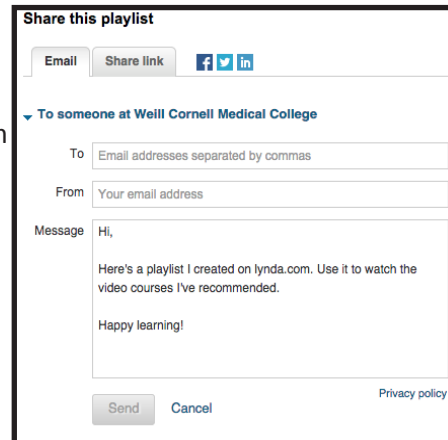 Share this playlist
Email Share link
To someone at Weill Cornell Medical College
To Email addresses separated by commas
From Your email address
Message Hi,
Here's a playlist I created on lynda.com. Use it to watch the
video courses I've recommended.
Happy learning!
Privacy policy
Send Cancel